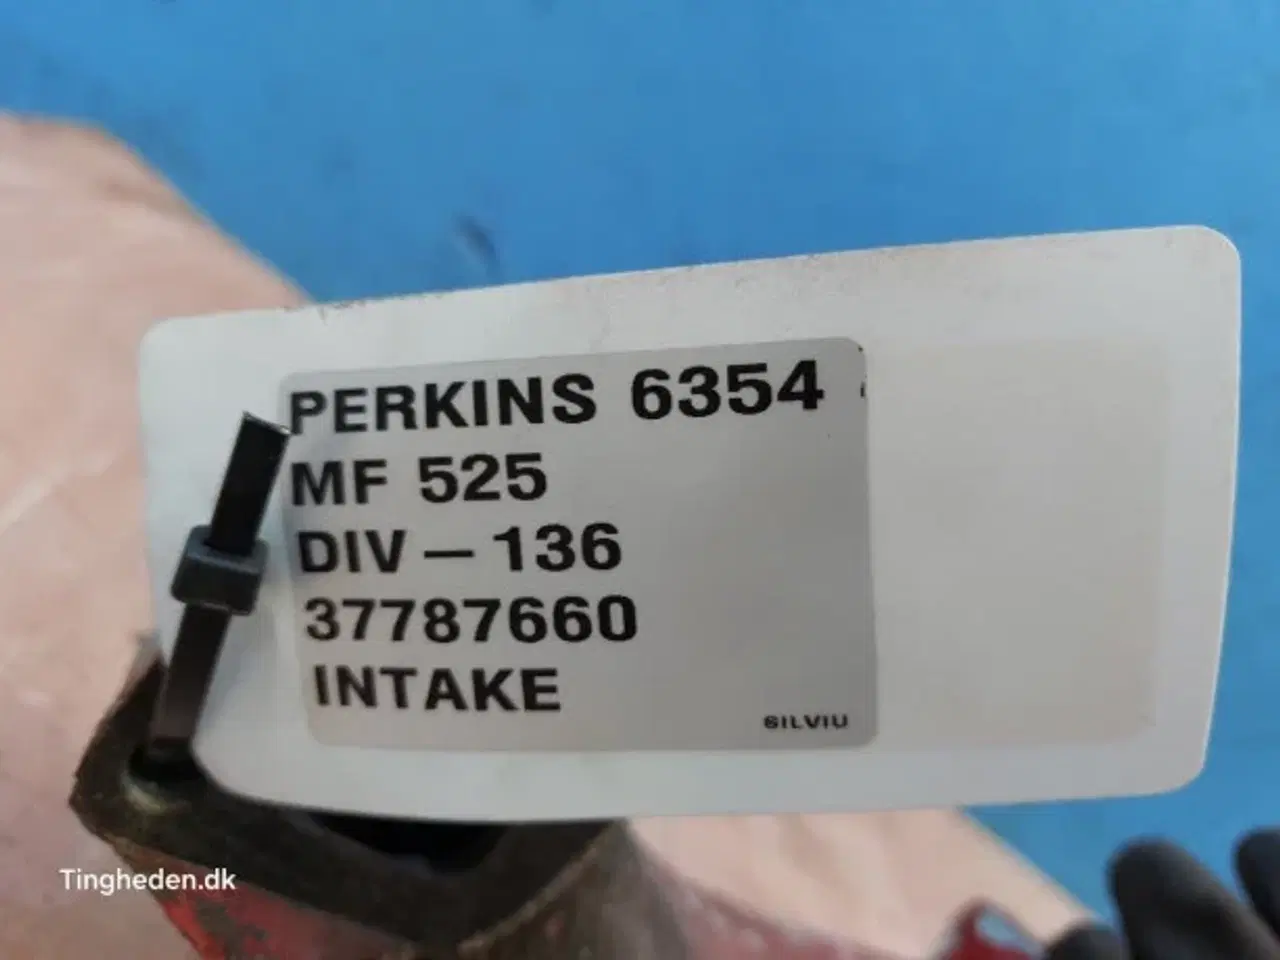 PERKINS 6354
MF 525
DIV – 136
37787660
INTAKE
SILVIU
Tingheden.dk